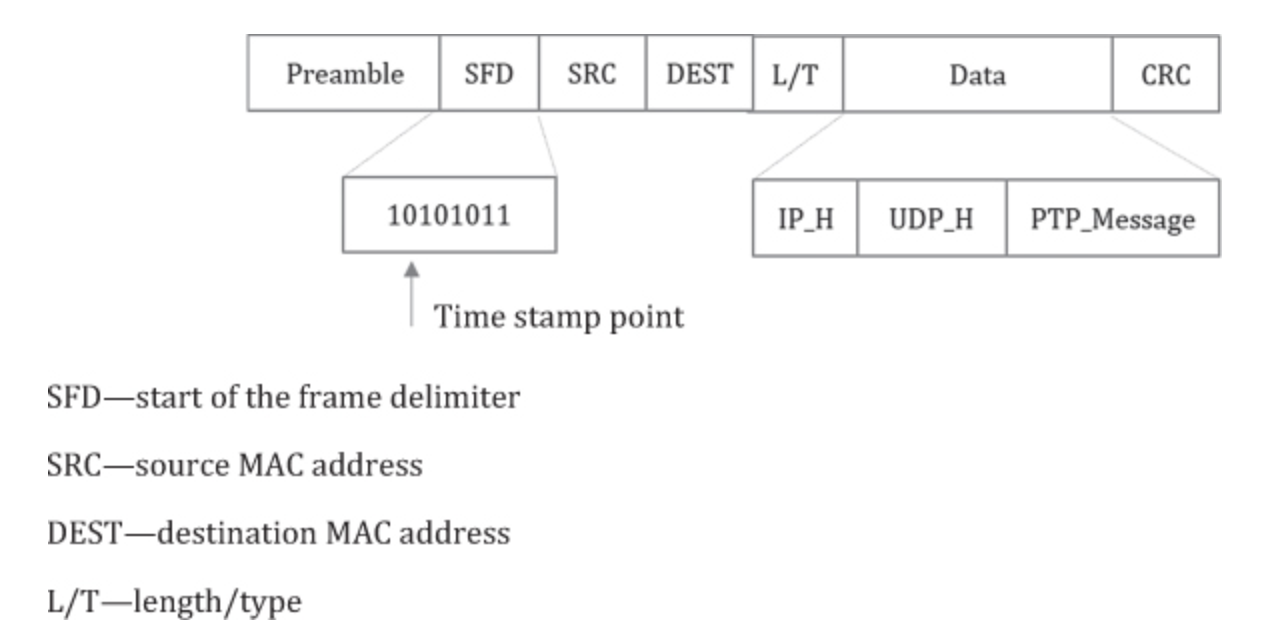 Preamble SFD SRC DEST L/T Data CRC
10101011 IP_H UDP_H PTP_Message
Time stamp point
SFD—start of the frame delimiter
SRC—source MAC address
DEST—destination MAC address
L/T—length/type